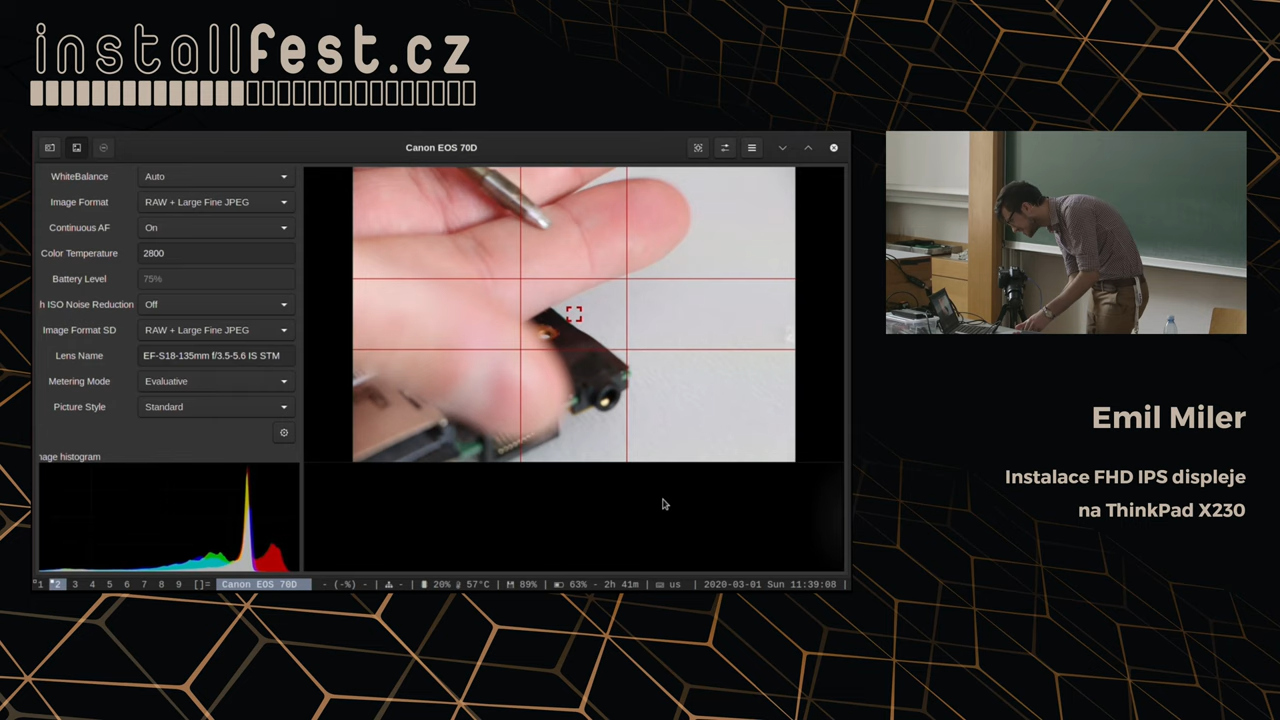 installfest.cz
Canon EOS 70D
WhiteBalance Auto
Image Format RAW + Large Fine JPEG
Continuous AF On
Color Temperature 2800
Battery Level 75%
h ISO Noise Reduction Off
Image Format SD RAW + Large Fine JPEG
Lens Name EF-S18-135mm f/3.5-5.6 IS STM
Metering Mode Evaluative
Picture Style Standard
nage histogram
1 2 3 4 5 6 7 8 9 []= Canon EOS 70D - (-%) - | - | 20% 57°C | 89% | 63% - 2h 41m | us | 2020-03-01 Sun 11:39:08 |
Emil Miler
Instalace FHD IPS displeje
na ThinkPad X230